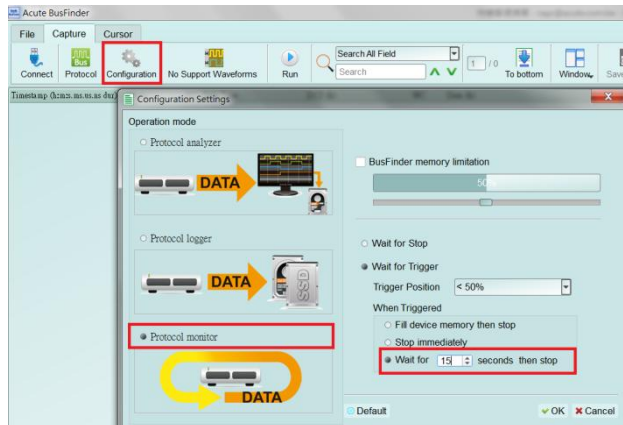 Acute BusFinder
File Capture Cursor
Search All Field
Search
1 / 0
Connect Protocol Configuration No Support Waveforms Run To bottom Window
Configuration Settings
Operation mode
Protocol analyzer
DATA
BusFinder memory limitation
Protocol logger
DATA
SSD
Wait for Stop
Wait for Trigger
Trigger Position < 50%
When Triggered
Fill device memory then stop
Stop immediately
Wait for 15 seconds then stop
Protocol monitor
DATA
Default OK Cancel